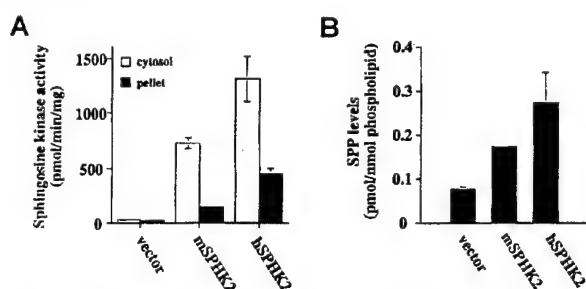 A
Sphingosine kinase activity
(pmol/min/mg)
1500
1000
500
0
cytosol
pellet
vector
mSPHK2
hSPHK2
B
SPP levels
(pmol/nmol phospholipid)
0.4
0.3
0.2
0.1
0
vector
mSPHK2
hSPHK2